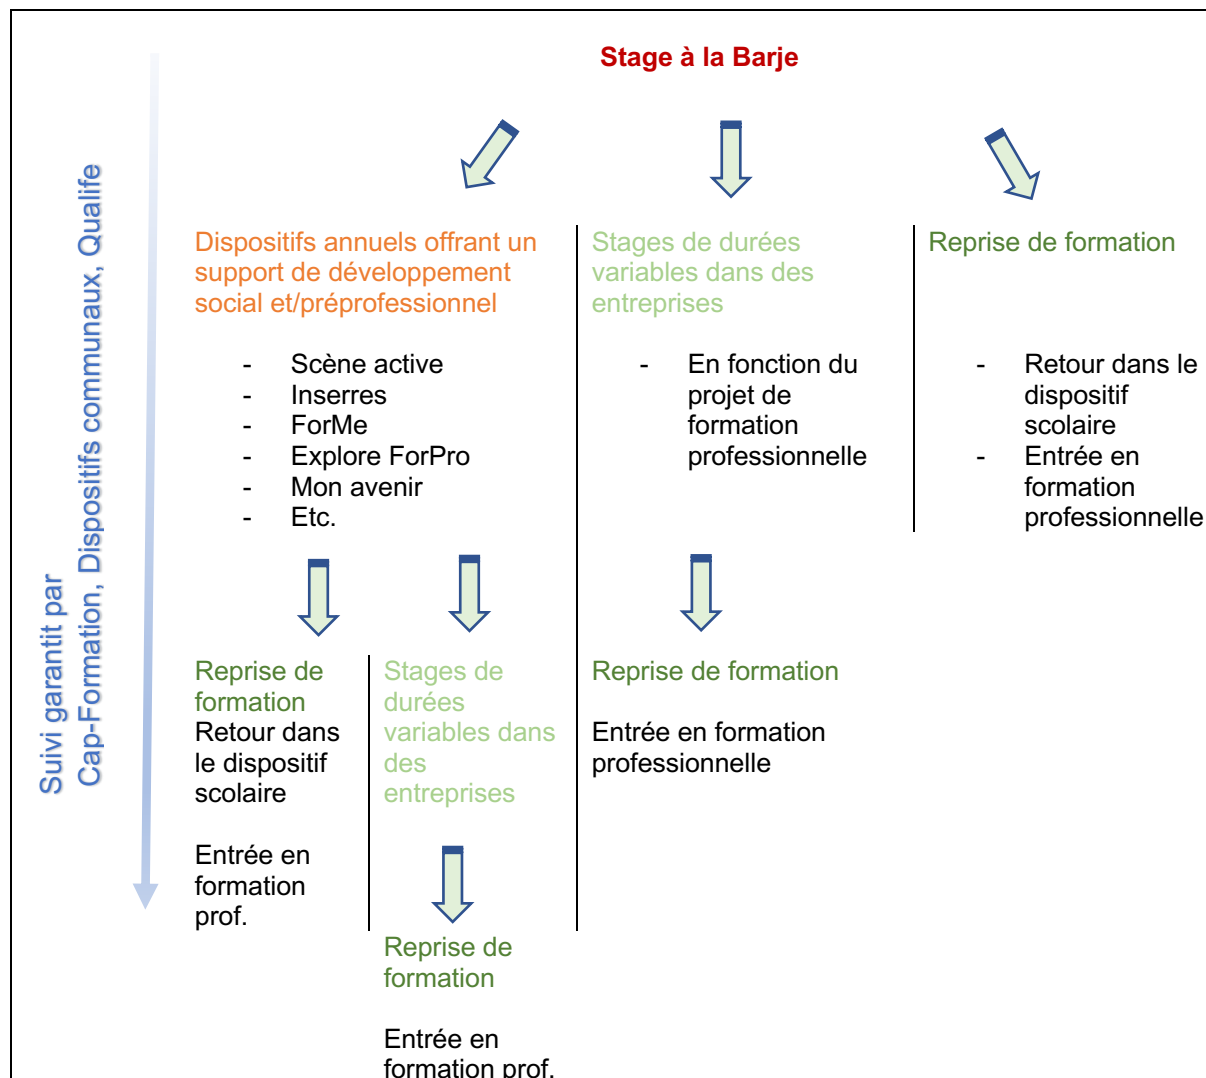 Stage à la Barje
Suivi garantit par
Cap-Formation, Dispositifs communaux, Qualife
Dispositifs annuels offrant un
support de développement
social et/préprofessionnel
- Scène active
- Inserres
- ForMe
- Explore ForPro
- Mon avenir
- Etc.
Stages de durées
variables dans des
entreprises
- En fonction du
projet de
formation
professionnelle
Reprise de formation
- Retour dans le
dispositif
scolaire
- Entrée en
formation
professionnelle
Reprise de
formation
Retour dans
le dispositif
scolaire
Entrée en
formation
prof.
Stages de
durées
variables dans
des
entreprises
Reprise de
formation
Entrée en
formation prof.
Reprise de formation
Entrée en formation
professionnelle